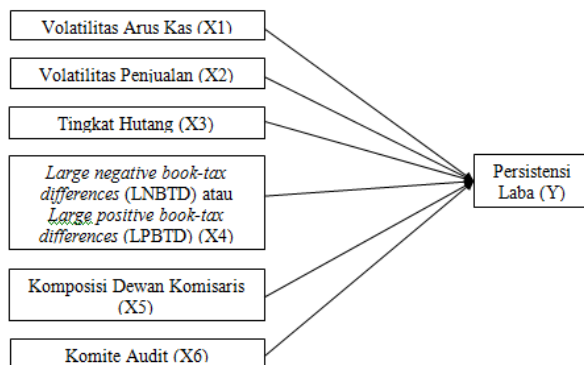 Volatilitas Arus Kas (X1)
Volatilitas Penjualan (X2)
Tingkat Hutang (X3)
Large negative book-tax
differences (LNBTD) atau
Large positive book-tax
differences (LPBTD) (X4)
Komposisi Dewan Komisaris
(X5)
Komite Audit (X6)
Persistensi
Laba (Y)